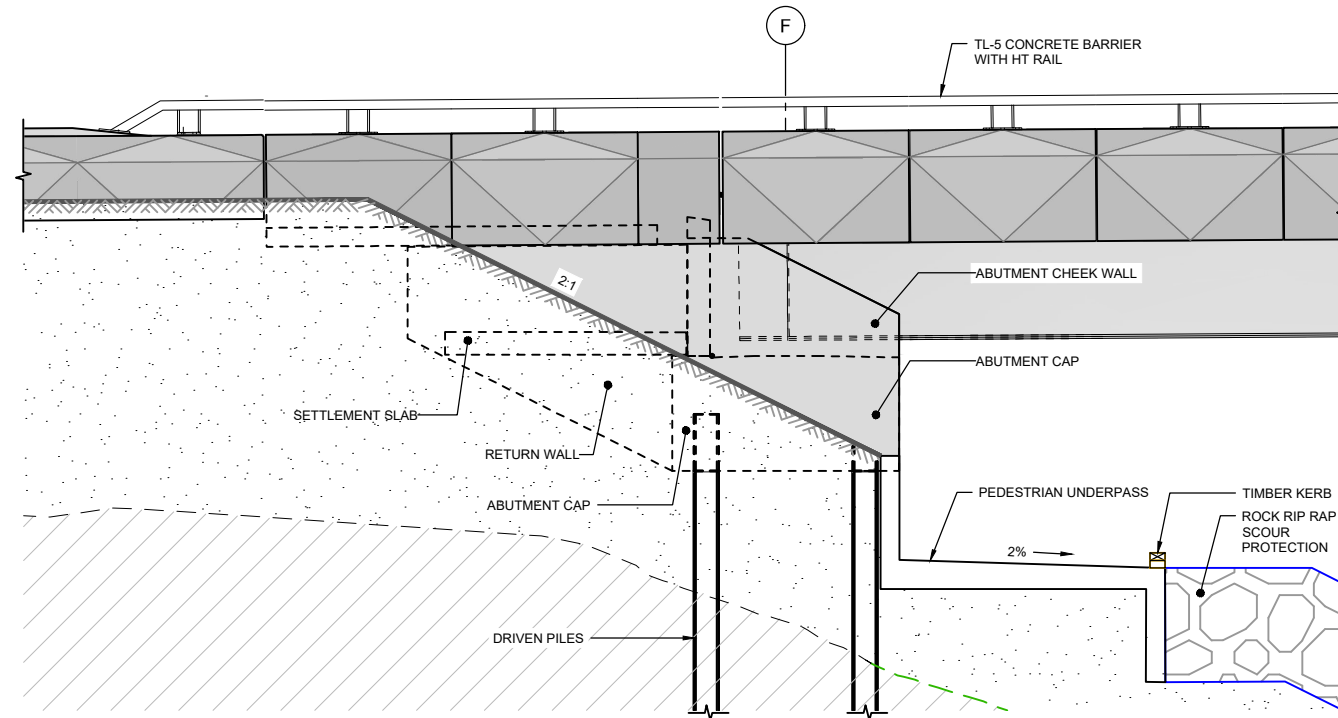 F
TL-5 CONCRETE BARRIER
WITH HT RAIL
2:1
ABUTMENT CHEEK WALL
ABUTMENT CAP
SETTLEMENT SLAB
RETURN WALL
ABUTMENT CAP
PEDESTRIAN UNDERPASS
TIMBER KERB
ROCK RIP RAP
SCOUR
PROTECTION
2%
DRIVEN PILES